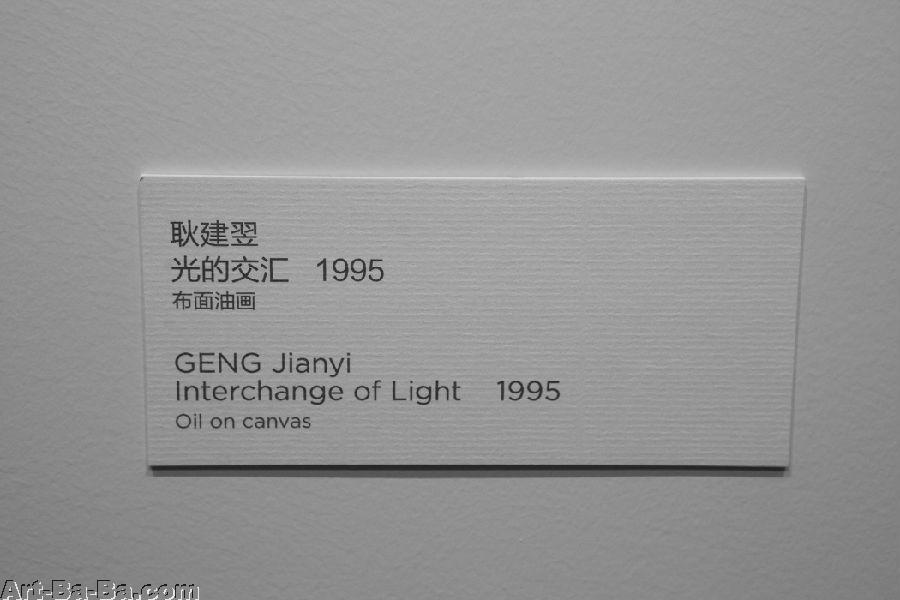 耿建翌
光的交汇 1995
布面油画
GENG Jianyi
Interchange of Light 1995
Oil on canvas
Art-Ba-Ba.com